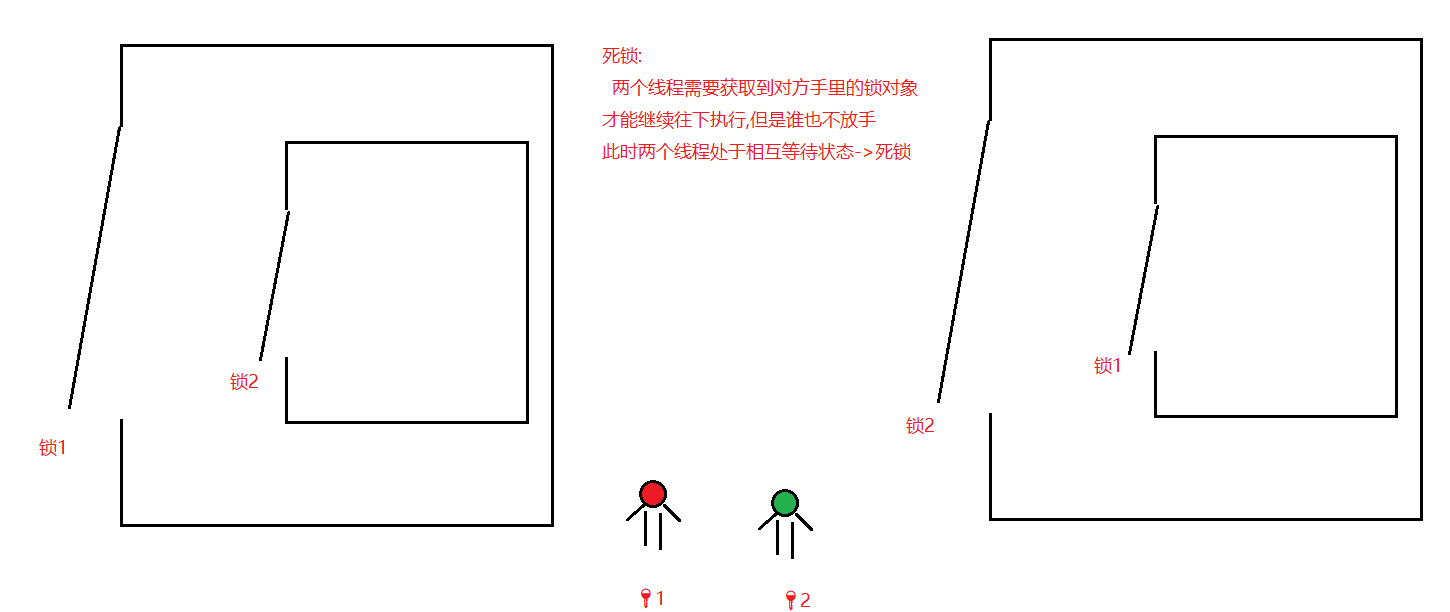 死锁:
两个线程需要获取到对方手里的锁对象
才能继续往下执行,但是谁也不放手
此时两个线程处于相互等待状态->死锁
锁2
锁1
锁1
锁2
1
2